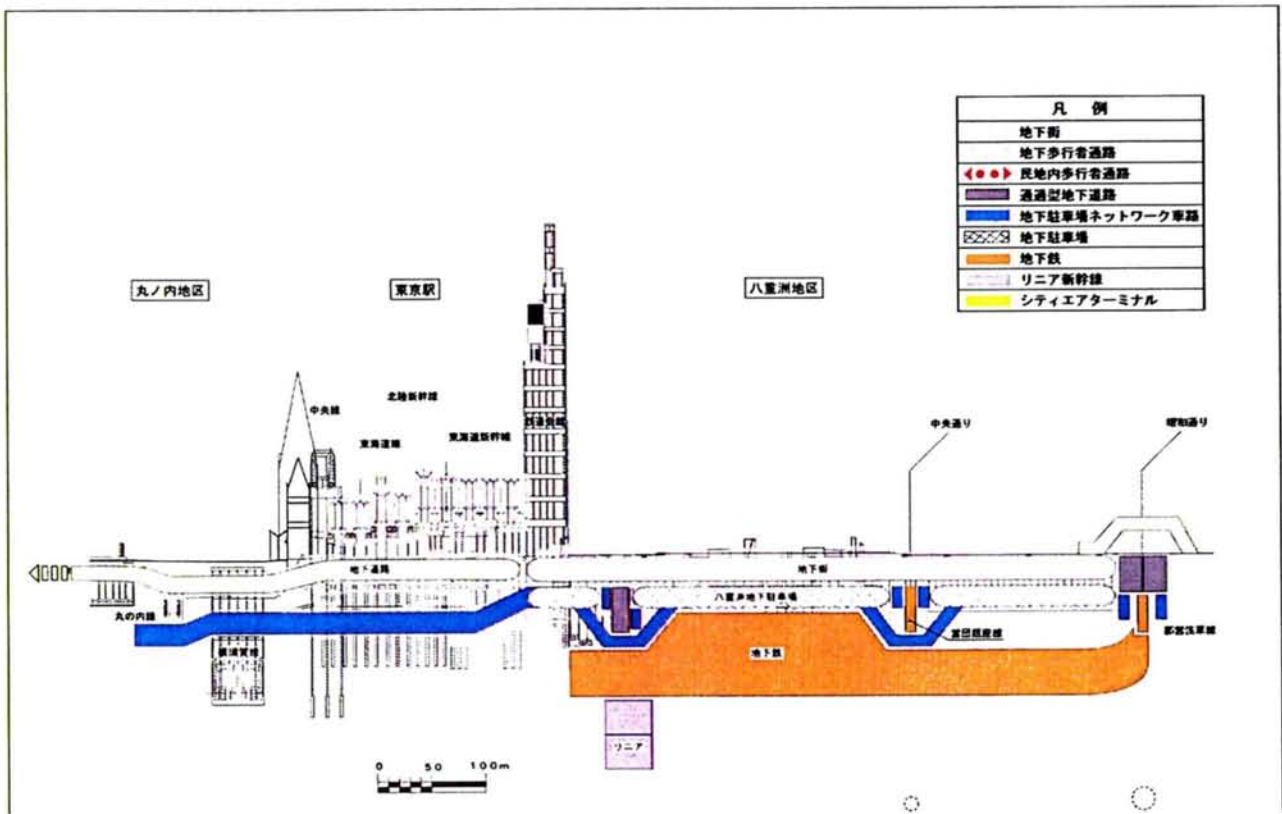 凡 例
地下街
地下歩行者通路
民地内歩行者通路
通過型地下道路
地下駐車場ネットワーク車路
地下駐車場
地下鉄
リニア新幹線
シティエアターミナル
丸ノ内地区
東京駅
八重洲地区
北陸新幹線
中央線
東海道線
東海道新幹線
鉄道会館
中央通り
昭和通り
地下道路
地下街
丸の内線
八重洲地下駐車場
横須賀線
営団銀座線
都営浅草線
地下鉄
リニア
0 50 100m